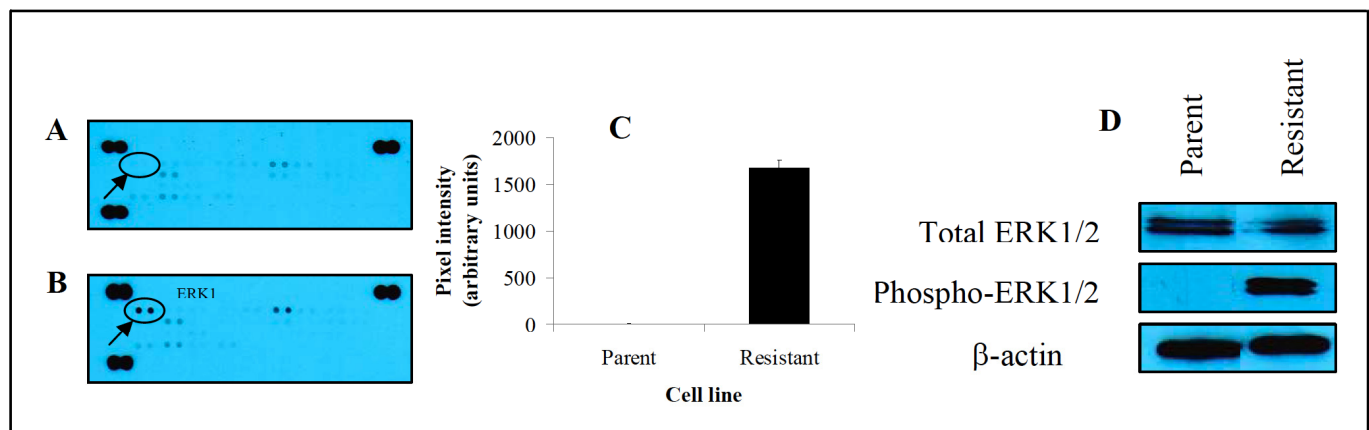 A
B
ERK1
C
Pixel intensity
(arbitrary units)
2000
1500
1000
500
0
Parent
Resistant
Cell line
D
Parent
Resistant
Total ERK1/2
Phospho-ERK1/2
β-actin